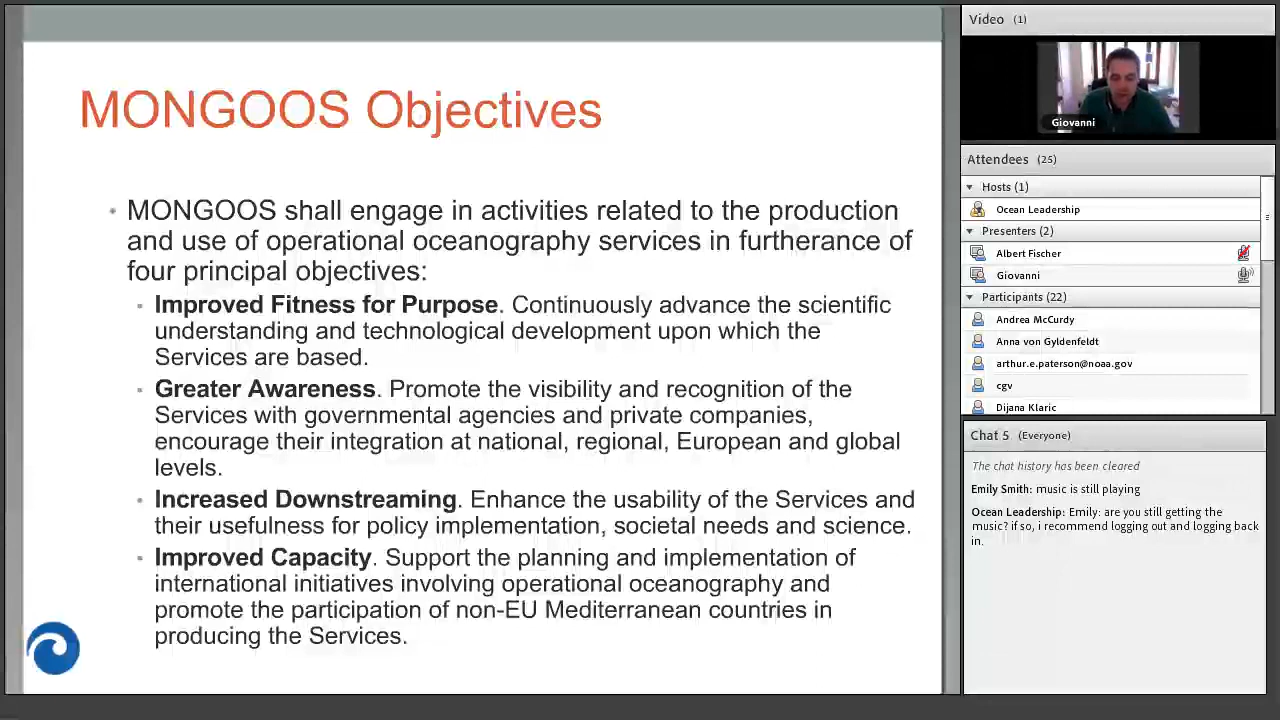 MONGOOS Objectives
MONGOOS shall engage in activities related to the production
and use of operational oceanography services in furtherance of
four principal objectives:
Improved Fitness for Purpose. Continuously advance the scientific
understanding and technological development upon which the
Services are based.
Greater Awareness. Promote the visibility and recognition of the
Services with governmental agencies and private companies,
encourage their integration at national, regional, European and global
levels.
Increased Downstreaming. Enhance the usability of the Services and
their usefulness for policy implementation, societal needs and science.
Improved Capacity. Support the planning and implementation of
international initiatives involving operational oceanography and
promote the participation of non-EU Mediterranean countries in
producing the Services.
Video (1)
Giovanni
Attendees (25)
Hosts (1)
Ocean Leadership
Presenters (2)
Albert Fischer
Giovanni
Participants (22)
Andrea McCurdy
Anna von Gyldenfeldt
arthur.e.paterson@noaa.gov
cgv
Dijana Klaric
Chat 5 (Everyone)
The chat history has been cleared
Emily Smith: music is still playing
Ocean Leadership: Emily: are you still getting the
music? if so, i recommend logging out and logging back
in.